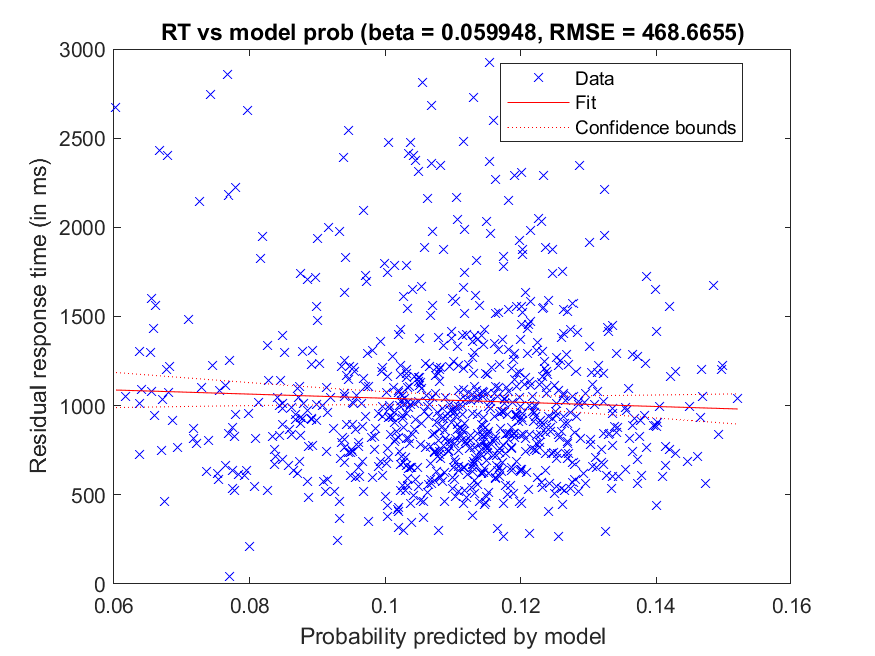 RT vs model prob (beta = 0.059948, RMSE = 468.6655)
Data
Fit
Confidence bounds
Residual response time (in ms)
3000
2500
2000
1500
1000
500
0
0.06 0.08 0.1 0.12 0.14 0.16
Probability predicted by model